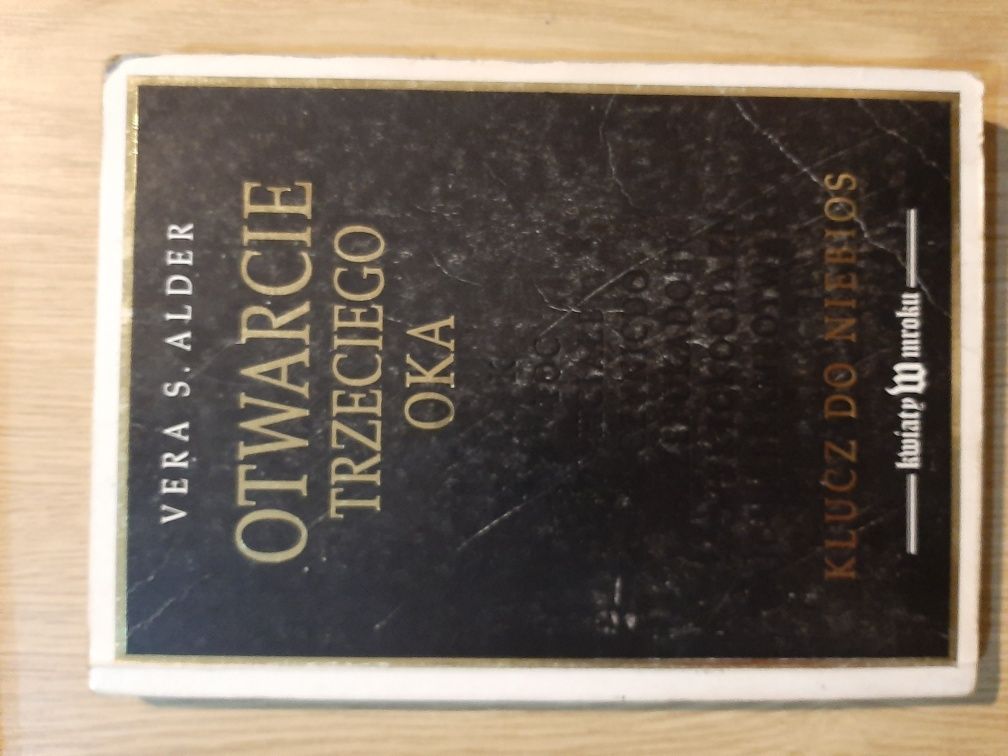 VERA S. ALDER
OTWARCIE
TRZECIEGO
OKA
KLUCZ DO NIEBIOS
kwiaty W mroku